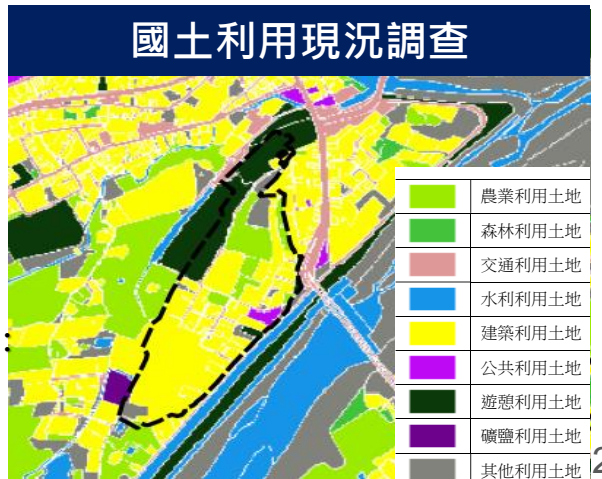 國土利用現況調查
:
農業利用土地
森林利用土地
交通利用土地
水利利用土地
建築利用土地
公共利用土地
遊憩利用土地
礦鹽利用土地
其他利用土地
2